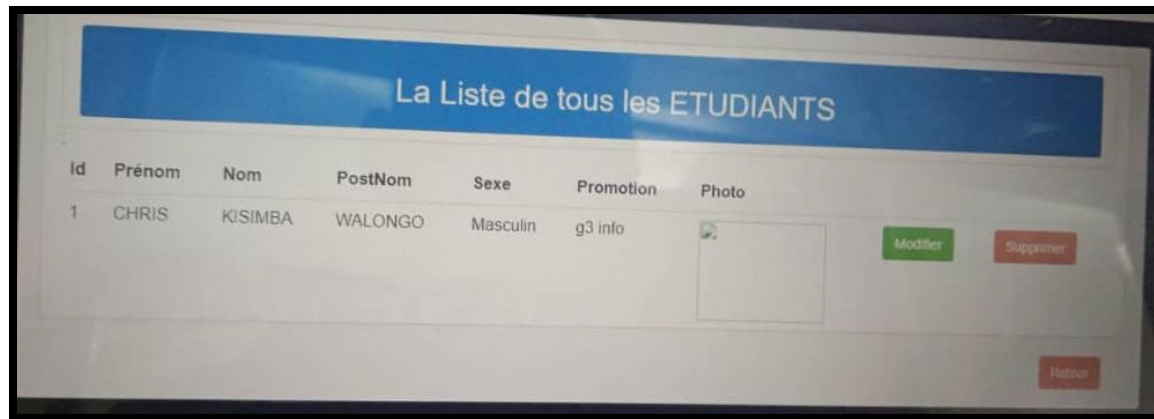 La Liste de tous les ETUDIANTS
Id Prénom Nom PostNom Sexe Promotion Photo
1 CHRIS KISIMBA WALONGO Masculin g3 info Modifier Supprimer
Retour